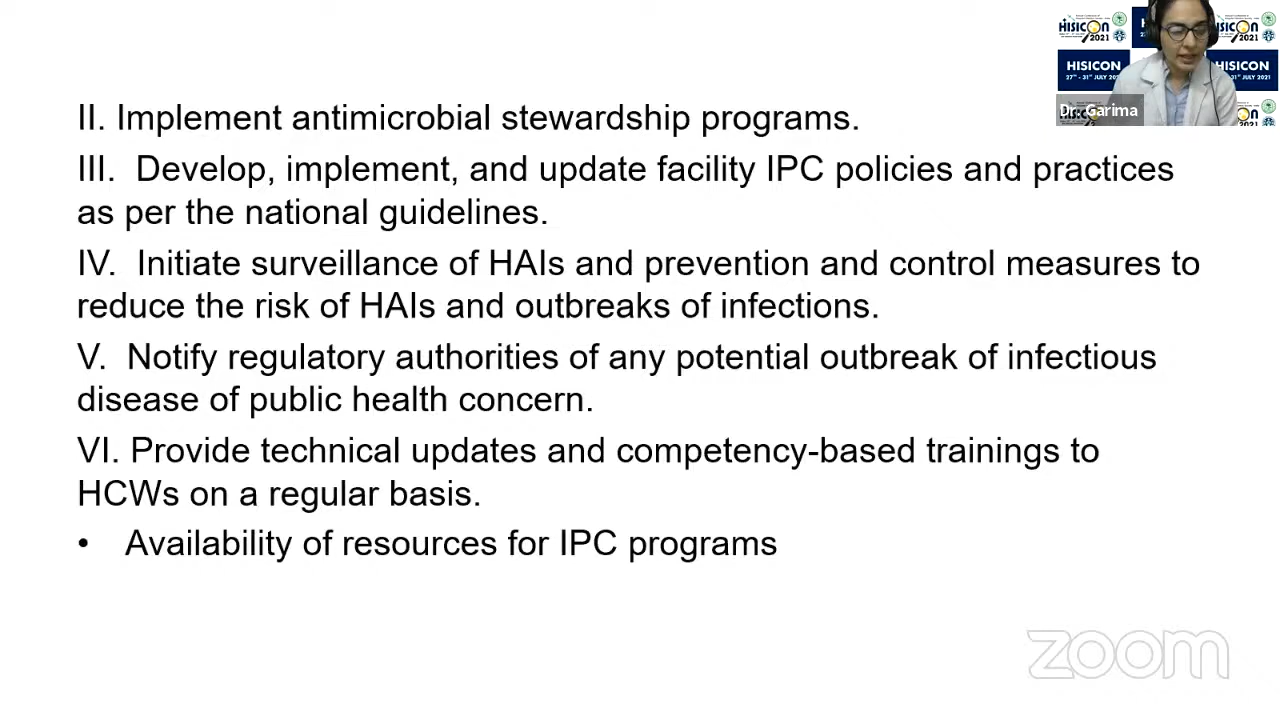 II. Implement antimicrobial stewardship programs.
III. Develop, implement, and update facility IPC policies and practices
as per the national guidelines.
IV. Initiate surveillance of HAIs and prevention and control measures to
reduce the risk of HAIs and outbreaks of infections.
V. Notify regulatory authorities of any potential outbreak of infectious
disease of public health concern.
VI. Provide technical updates and competency-based trainings to
HCWs on a regular basis.
• Availability of resources for IPC programs
HISICON
2021
HISICON
27TH - 31ST JULY
HISICON
31ST JULY 2021
Dr. Garima
zoom